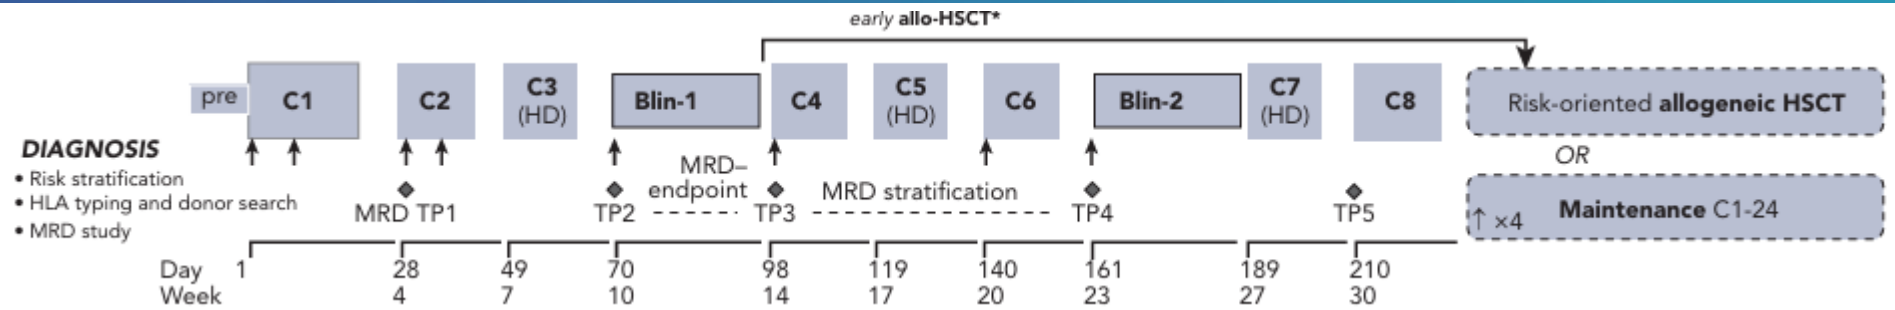 early allo-HSCT*
pre
C1
C2
C3
(HD)
Blin-1
C4
C5
(HD)
C6
Blin-2
C7
(HD)
C8
Risk-oriented allogeneic HSCT
OR
Maintenance C1-24
↑ ×4
DIAGNOSIS
• Risk stratification
• HLA typing and donor search
• MRD study
MRD TP1
TP2
MRD–
endpoint
TP3
MRD stratification
TP4
TP5
Day 1 28 49 70 98 119 140 161 189 210
Week 4 7 10 14 17 20 23 27 30